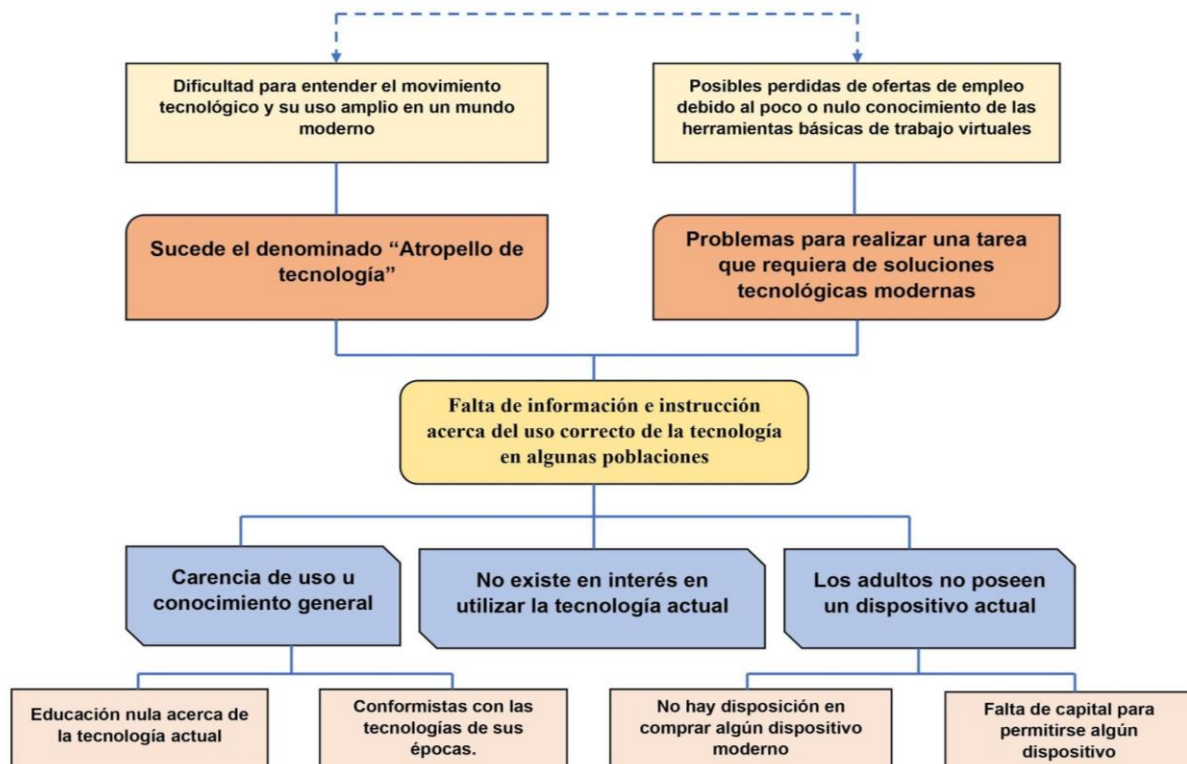 Dificultad para entender el movimiento
tecnológico y su uso amplio en un mundo
moderno
Posibles perdidas de ofertas de empleo
debido al poco o nulo conocimiento de las
herramientas básicas de trabajo virtuales
Sucede el denominado “Atropello de
tecnología”
Problemas para realizar una tarea
que requiera de soluciones
tecnológicas modernas
Falta de información e instrucción
acerca del uso correcto de la tecnología
en algunas poblaciones
Carencia de uso u
conocimiento general
No existe en interés en
utilizar la tecnología actual
Los adultos no poseen
un dispositivo actual
Educación nula acerca de
la tecnología actual
Conformistas con las
tecnologías de sus
épocas.
No hay disposición en
comprar algún dispositivo
moderno
Falta de capital para
permitirse algún
dispositivo